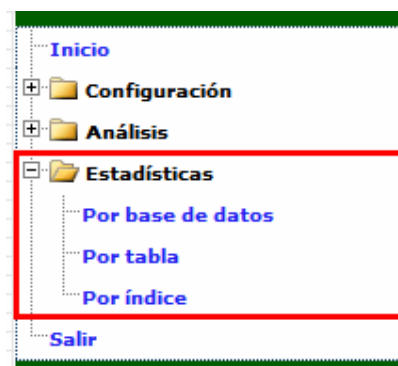 Inicio
Configuración
Análisis
Estadísticas
Por base de datos
Por tabla
Por índice
Salir